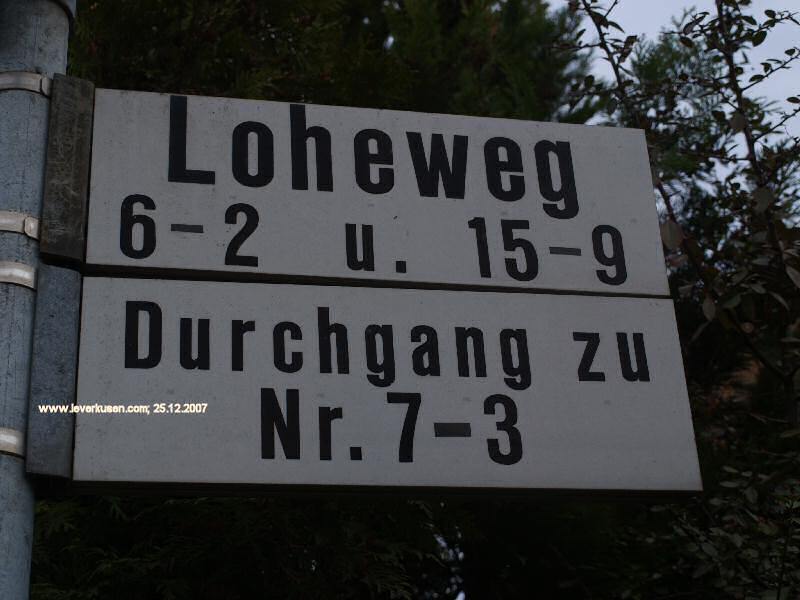 Loheweg
6-2 u. 15-9
Durchgang zu
Nr. 7-3
www.leverkusen.com; 25.12.2007